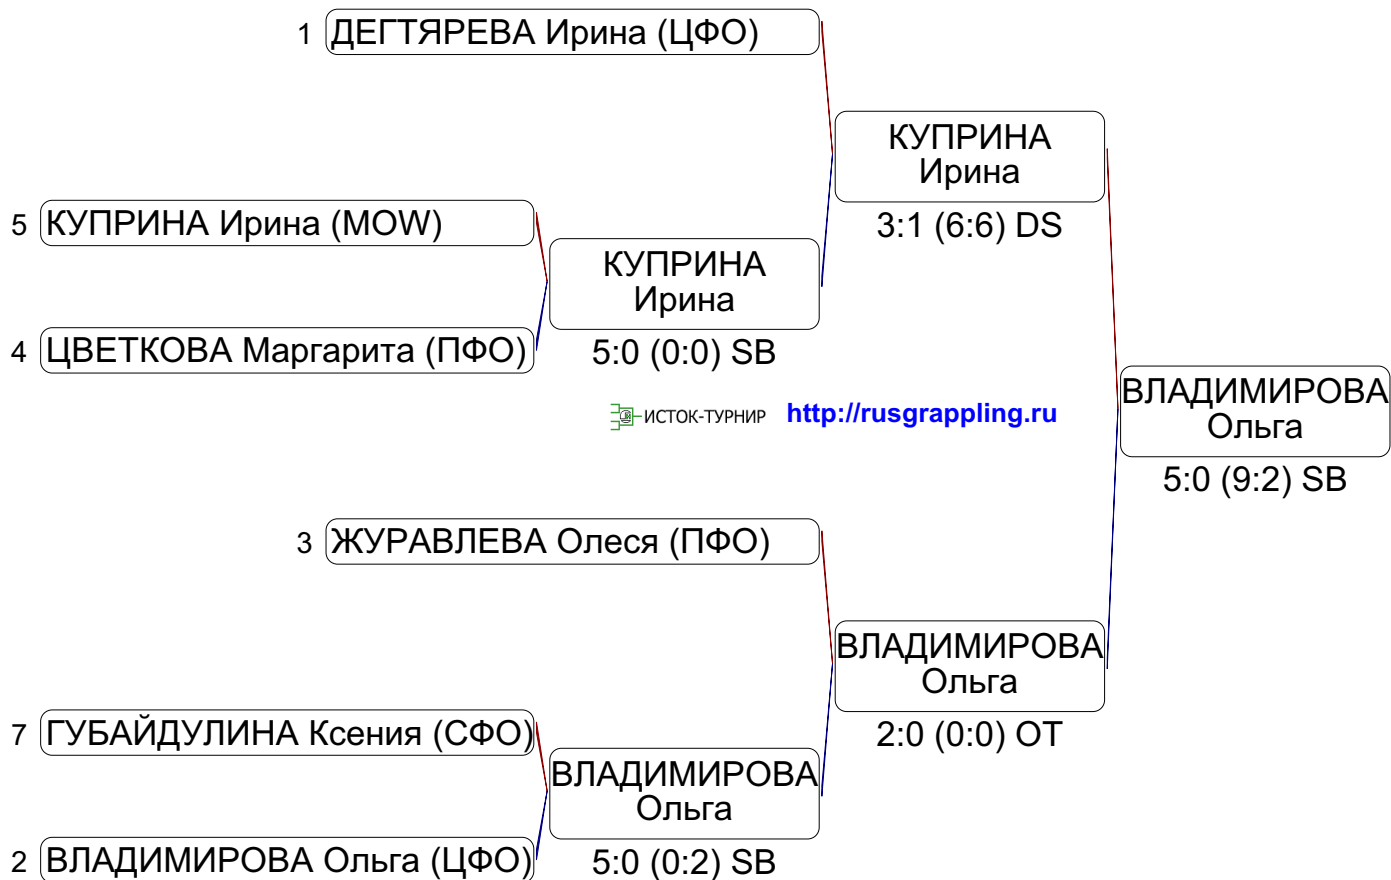 1 ДЕГТЯРЕВА Ирина (ЦФО)
КУПРИНА
Ирина
3:1 (6:6) DS
5 КУПРИНА Ирина (MOW)
КУПРИНА
Ирина
5:0 (0:0) SB
4 ЦВЕТКОВА Маргарита (ПФО)
ВЛАДИМИРОВА
Ольга
5:0 (9:2) SB
ИСТОК-ТУРНИР http://rusgrappling.ru
3 ЖУРАВЛЕВА Олеся (ПФО)
ВЛАДИМИРОВА
Ольга
2:0 (0:0) OT
7 ГУБАЙДУЛИНА Ксения (СФО)
ВЛАДИМИРОВА
Ольга
5:0 (0:2) SB
2 ВЛАДИМИРОВА Ольга (ЦФО)